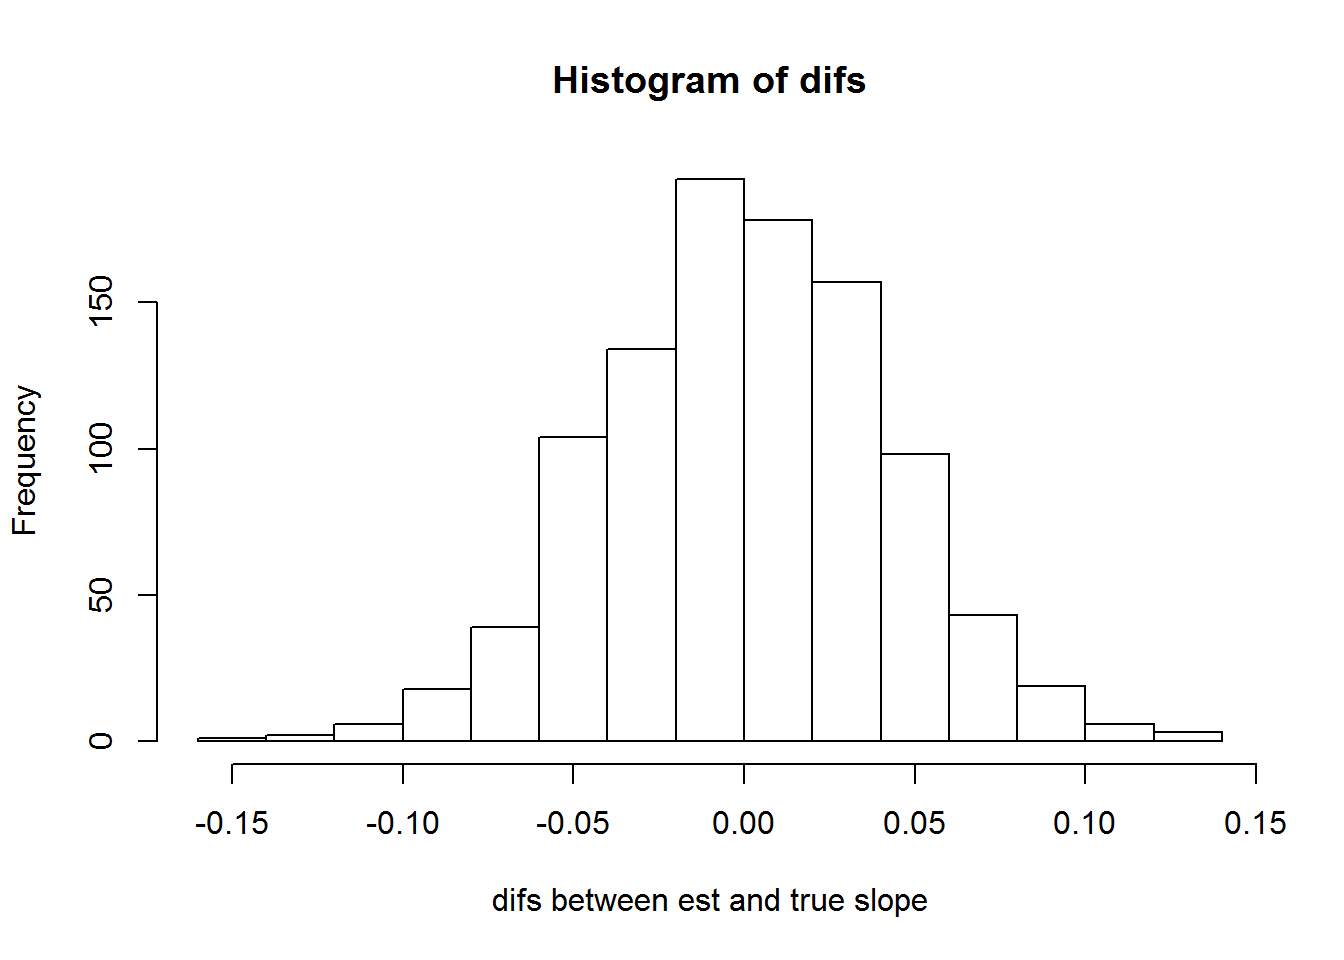 Histogram of difs
Frequency
150
100
50
0
-0.15 -0.10 -0.05 0.00 0.05 0.10 0.15
difs between est and true slope